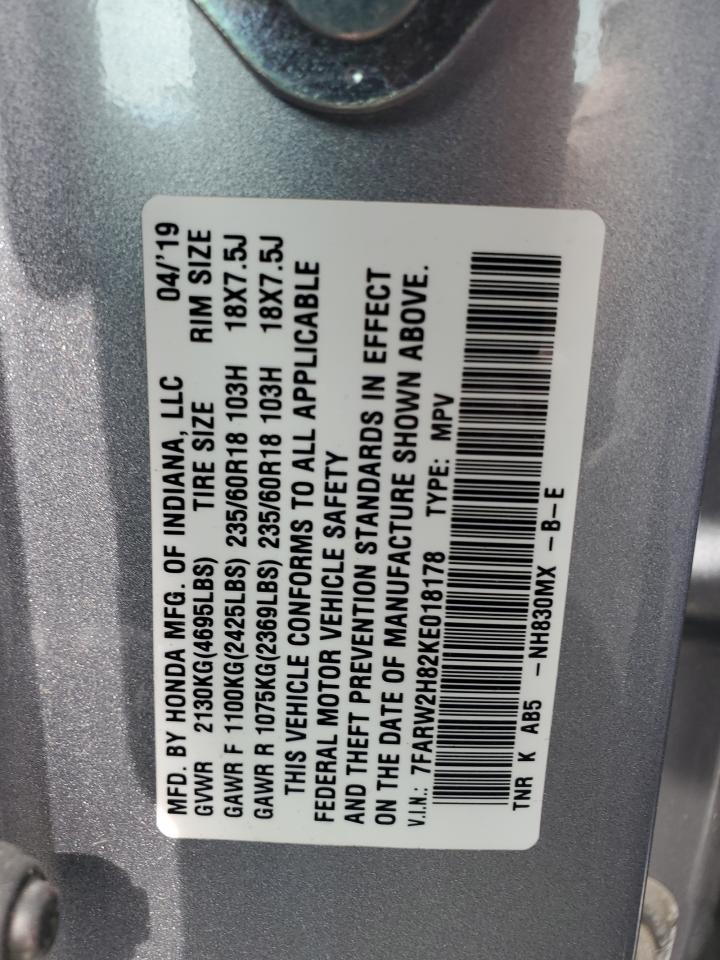 MFD. BY HONDA MFG. OF INDIANA, LLC 04/'19
GVWR 2130KG(4695LBS) TIRE SIZE RIM SIZE
GAWR F 1100KG(2425LBS) 235/60R18 103H 18X7.5J
GAWR R 1075KG(2369LBS) 235/60R18 103H 18X7.5J
THIS VEHICLE CONFORMS TO ALL APPLICABLE
FEDERAL MOTOR VEHICLE SAFETY
AND THEFT PREVENTION STANDARDS IN EFFECT
ON THE DATE OF MANUFACTURE SHOWN ABOVE.
V.I.N.: 7FARW2H82KE018178 TYPE: MPV
TNR K AB5 -NH830MX -B-E